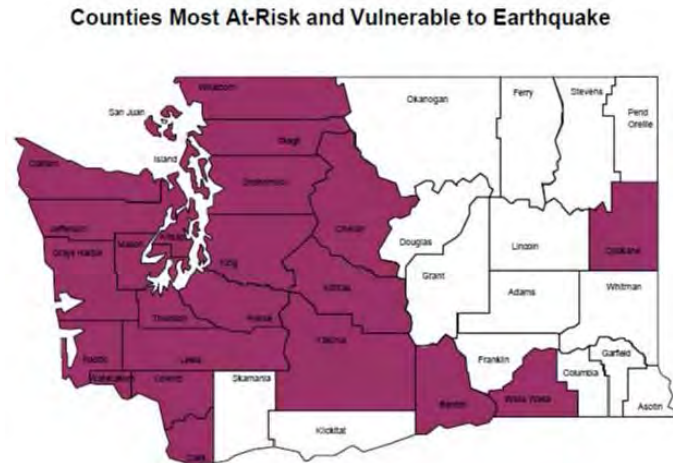 Counties Most At-Risk and Vulnerable to Earthquake
Whatcom
Okanogan
Ferry
Stevens
Pend
Oreille
San Juan
Skagit
Island
Clallam
Snohomish
Jefferson
Chelan
Douglas
Lincoln
Spokane
Kitsap
Mason
Grays Harbor
King
Grant
Kittitas
Adams
Whitman
Thurston
Pierce
Pacific
Lewis
Yakima
Franklin
Garfield
Columbia
Wahkiakum
Cowlitz
Skamania
Benton
Walla Walla
Asotin
Klickitat
Clark